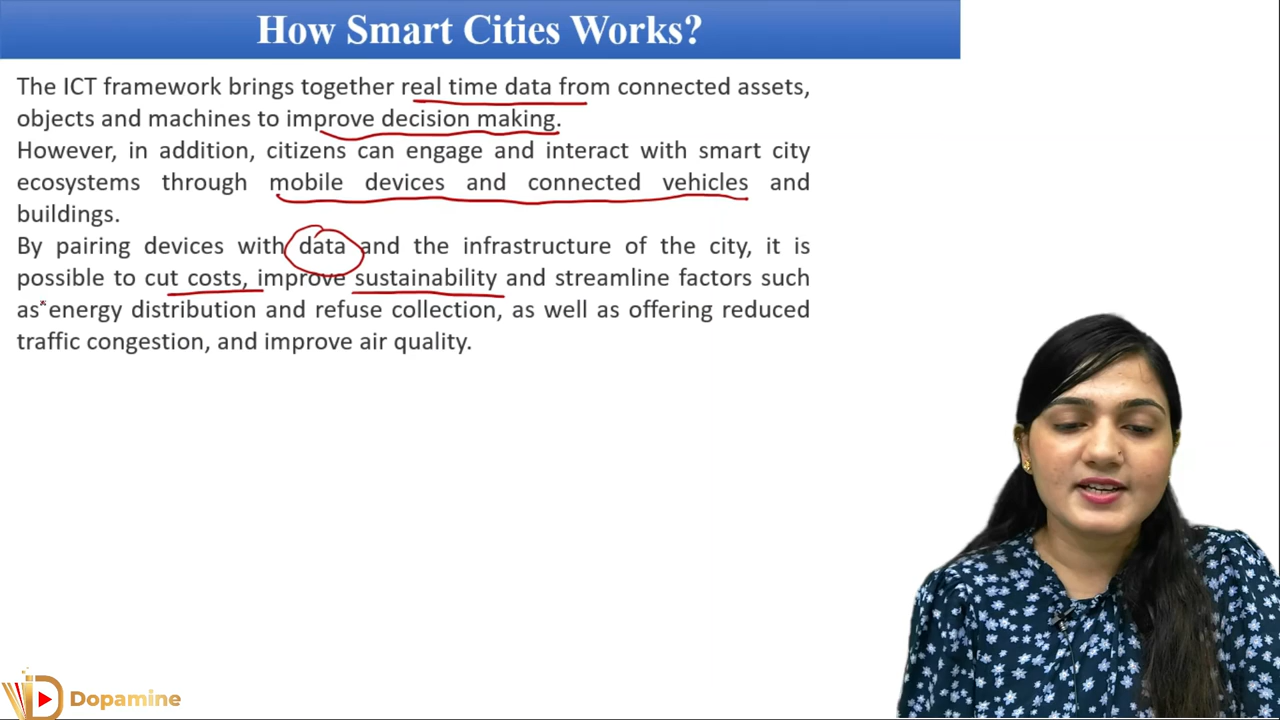 How Smart Cities Works?
The ICT framework brings together real time data from connected assets,
objects and machines to improve decision making.
However, in addition, citizens can engage and interact with smart city
ecosystems through mobile devices and connected vehicles and
buildings.
By pairing devices with data and the infrastructure of the city, it is
possible to cut costs, improve sustainability and streamline factors such
as energy distribution and refuse collection, as well as offering reduced
traffic congestion, and improve air quality.
Dopamine